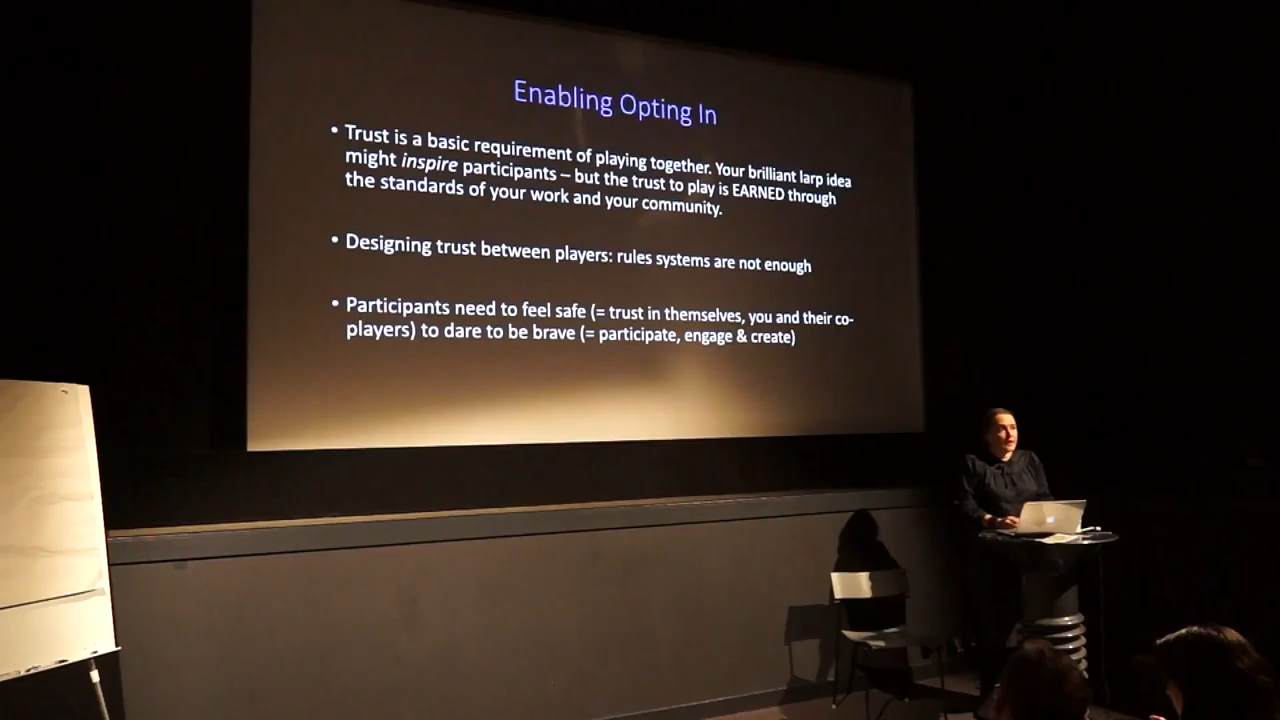 Enabling Opting In
• Trust is a basic requirement of playing together. Your brilliant larp idea
might inspire participants – but the trust to play is EARNED through
the standards of your work and your community.
• Designing trust between players: rules systems are not enough
• Participants need to feel safe (= trust in themselves, you and their co-
players) to dare to be brave (= participate, engage & create)